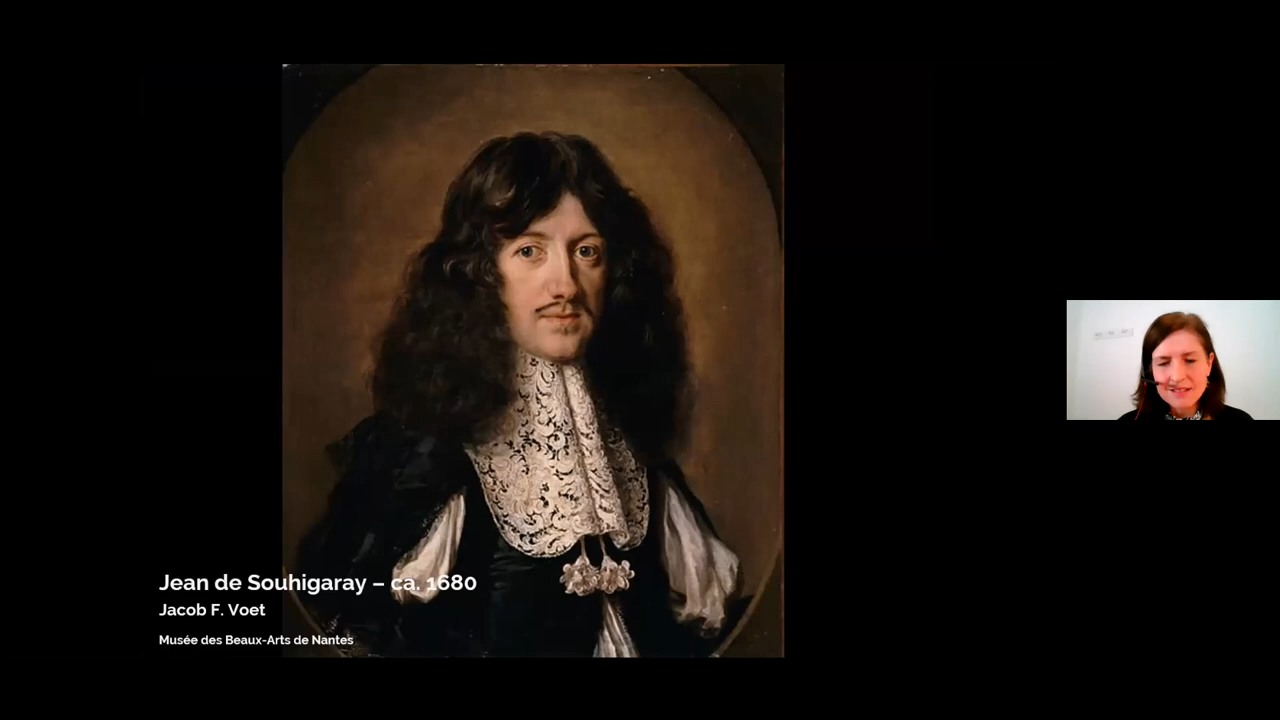 Jean de Souhigaray – ca. 1680
Jacob F. Voet
Musée des Beaux-Arts de Nantes